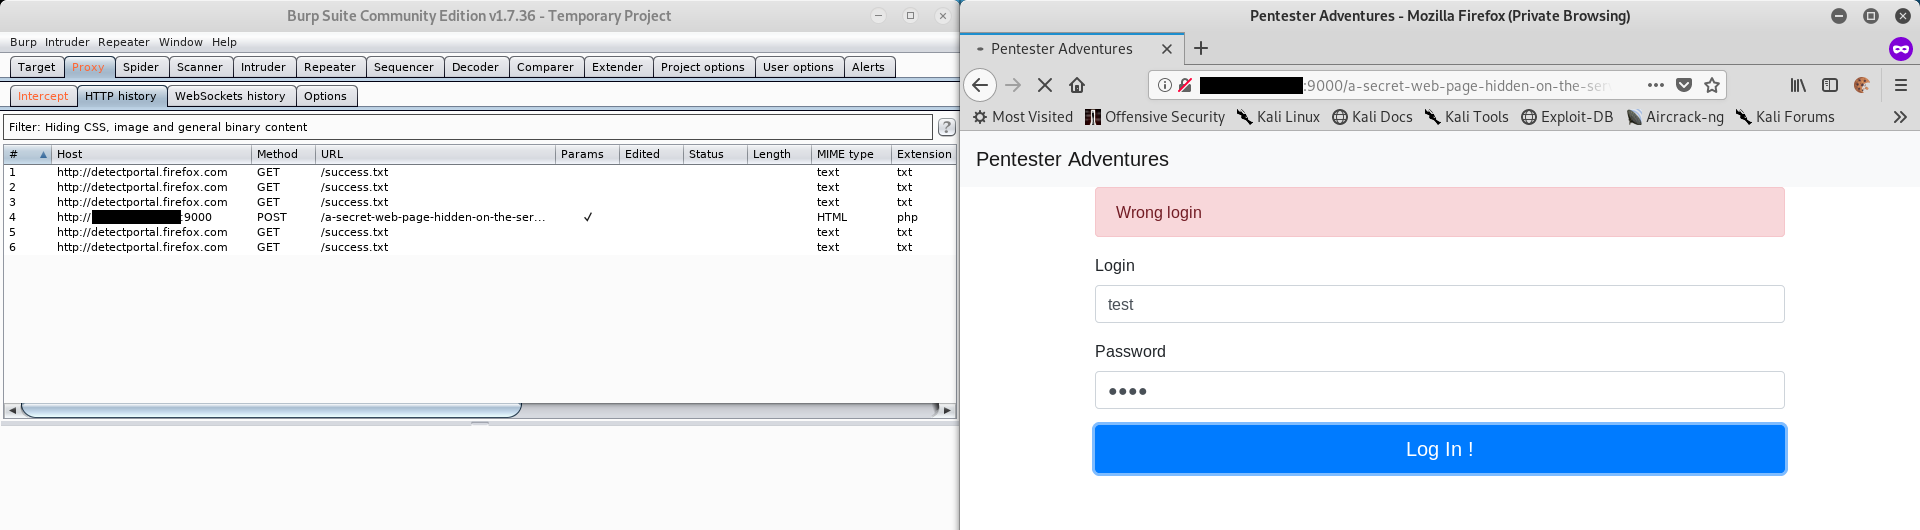 Burp Suite Community Edition v1.7.36 - Temporary Project
Burp Intruder Repeater Window Help
Target Proxy Spider Scanner Intruder Repeater Sequencer Decoder Comparer Extender Project options User options Alerts
Intercept HTTP history WebSockets history Options
Filter: Hiding CSS, image and general binary content ?
# Host Method URL Params Edited Status Length MIME type Extension
1 http://detectportal.firefox.com GET /success.txt text txt
2 http://detectportal.firefox.com GET /success.txt text txt
3 http://detectportal.firefox.com GET /success.txt text txt
4 http:// :9000 POST /a-secret-web-page-hidden-on-the-ser... ✓ HTML php
5 http://detectportal.firefox.com GET /success.txt text txt
6 http://detectportal.firefox.com GET /success.txt text txt
Pentester Adventures - Mozilla Firefox (Private Browsing)
Pentester Adventures
:9000/a-secret-web-page-hidden-on-the-ser
Most Visited Offensive Security Kali Linux Kali Docs Kali Tools Exploit-DB Aircrack-ng Kali Forums
Pentester Adventures
Wrong login
Login
test
Password
••••
Log In !